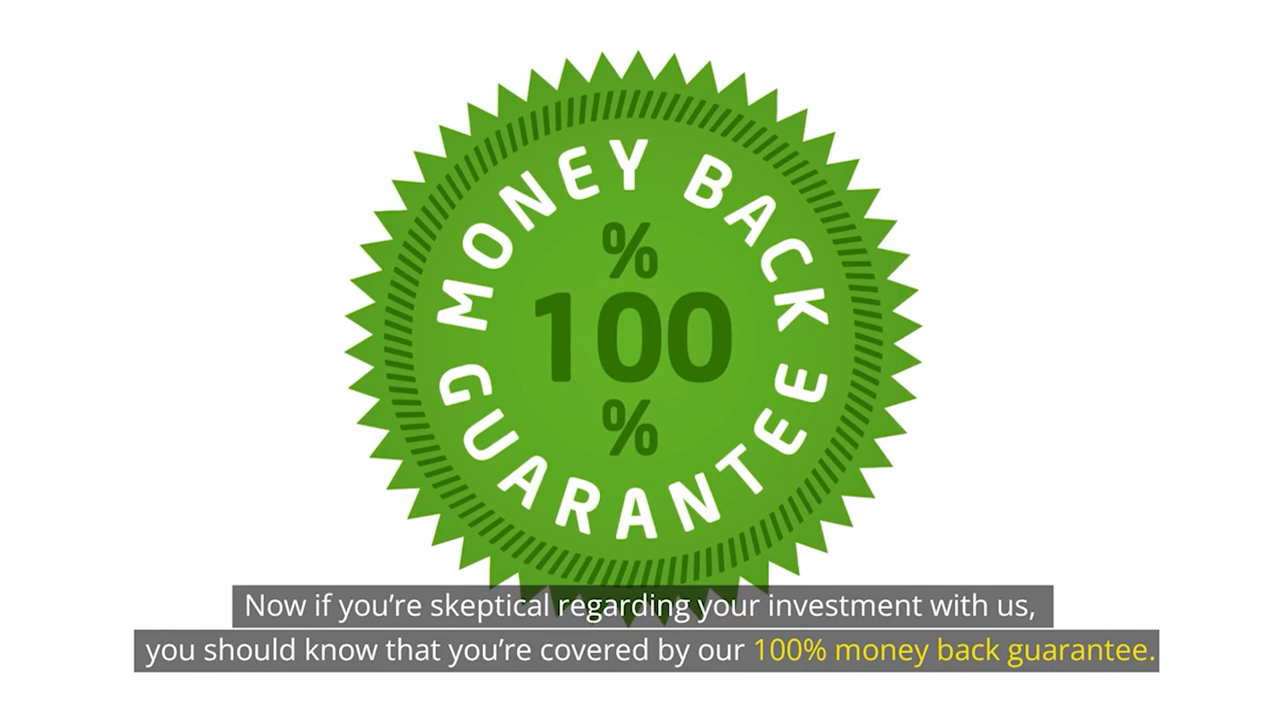 MONEY BACK
%
100
%
GUARANTEE
Now if you’re skeptical regarding your investment with us,
you should know that you’re covered by our 100% money back guarantee.